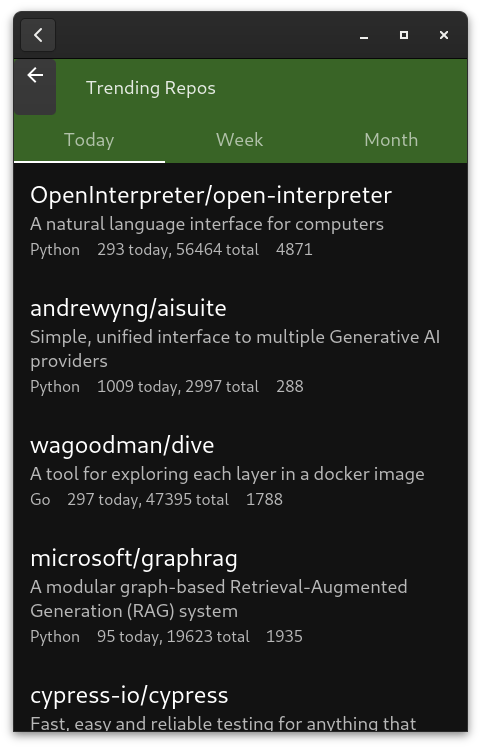 Trending Repos
Today Week Month
OpenInterpreter/open-interpreter
A natural language interface for computers
Python 293 today, 56464 total 4871
andrewyng/aisuite
Simple, unified interface to multiple Generative AI
providers
Python 1009 today, 2997 total 288
wagoodman/dive
A tool for exploring each layer in a docker image
Go 297 today, 47395 total 1788
microsoft/graphrag
A modular graph-based Retrieval-Augmented
Generation (RAG) system
Python 95 today, 19623 total 1935
cypress-io/cypress
Fast, easy and reliable testing for anything that